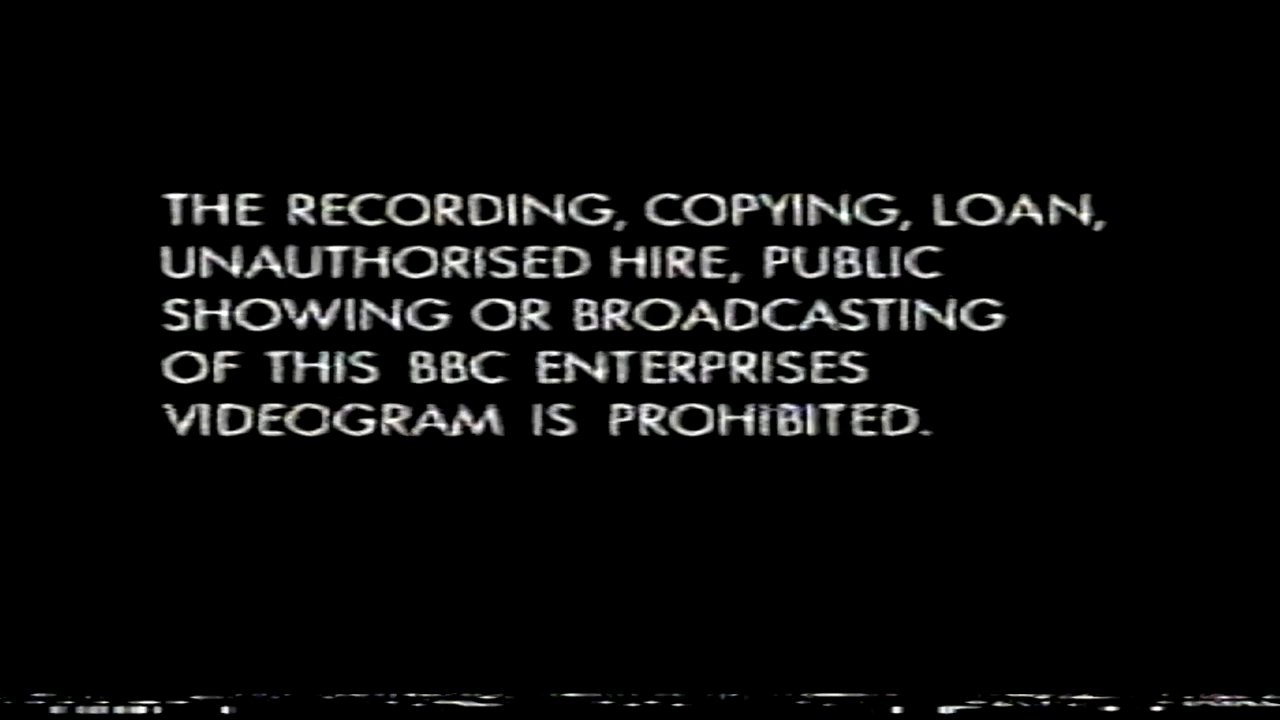 THE RECORDING, COPYING, LOAN,
UNAUTHORISED HIRE, PUBLIC
SHOWING OR BROADCASTING
OF THIS BBC ENTERPRISES
VIDEOGRAM IS PROHIBITED.